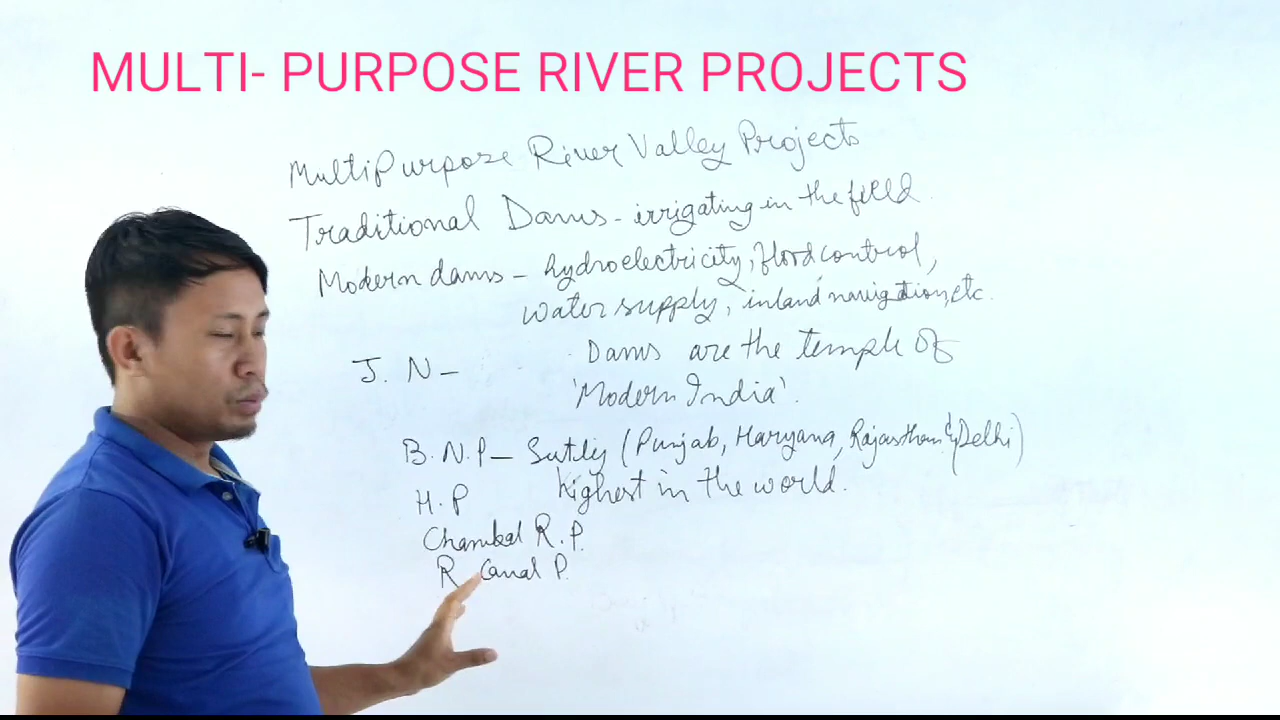 MULTI- PURPOSE RIVER PROJECTS
MultiPurpose River Valley Projects
Traditional Dams - irrigating in the field.
Modern dams - hydroelectricity, flood control,
water supply, inland navigation, etc.
J. N - Dams are the temple of
'Modern India'.
B.N.P - Sutlij (Punjab, Haryana, Rajasthan & Delhi)
H.P highest in the world.
Chambal R.P.
R Canal P.